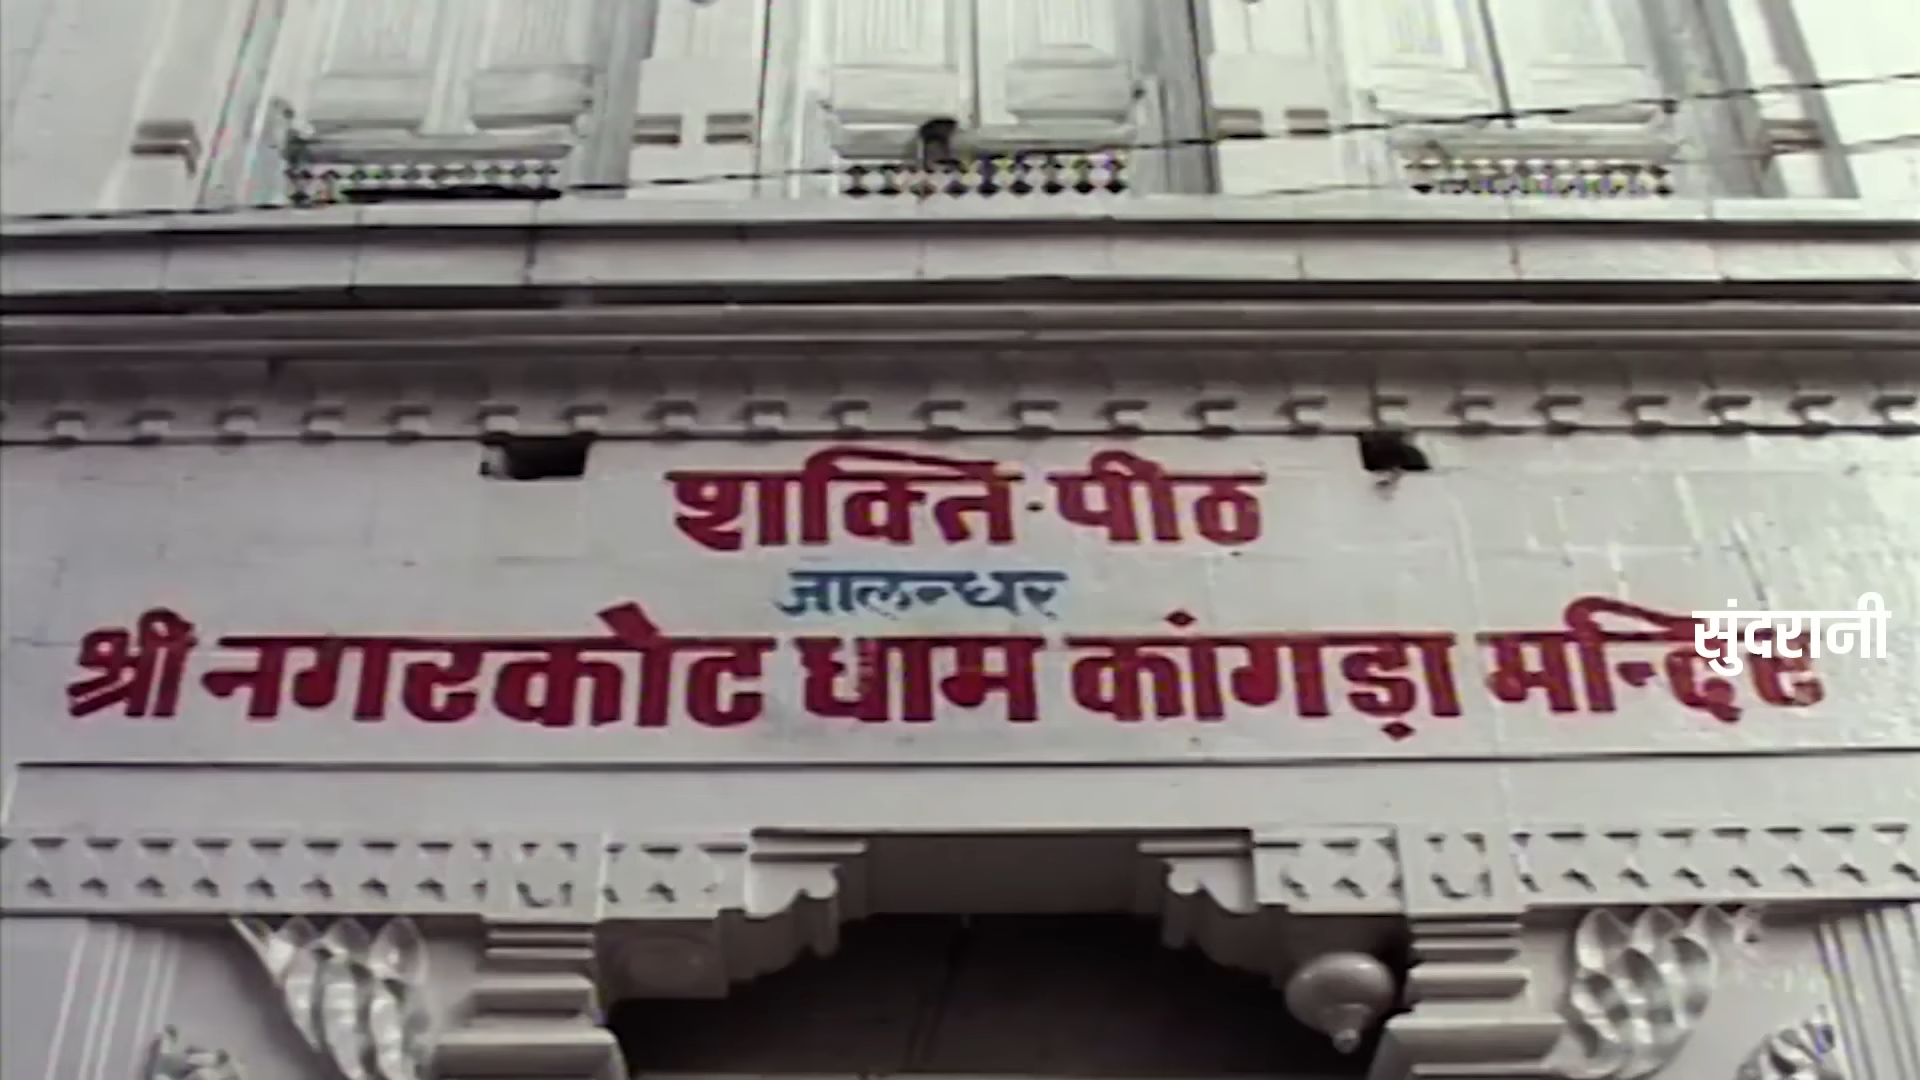 शक्ति-पीठ
जालन्धर
श्री नगरकोट धाम कांगड़ा मन्दिर
सुंदरानी